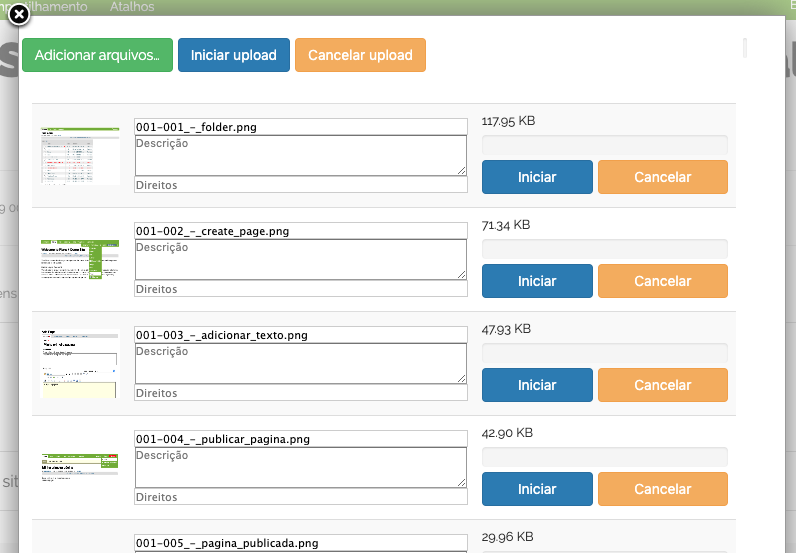 Atalhos
Adicionar arquivos...
Iniciar upload
Cancelar upload
001-001_-_folder.png
117.95 KB
Descrição
Direitos
Iniciar
Cancelar
001-002_-_create_page.png
71.34 KB
Descrição
Direitos
Iniciar
Cancelar
001-003_-_adicionar_texto.png
47.93 KB
Descrição
Direitos
Iniciar
Cancelar
001-004_-_publicar_pagina.png
42.90 KB
Descrição
Direitos
Iniciar
Cancelar
001-005_-_pagina_publicada.png
29.96 KB